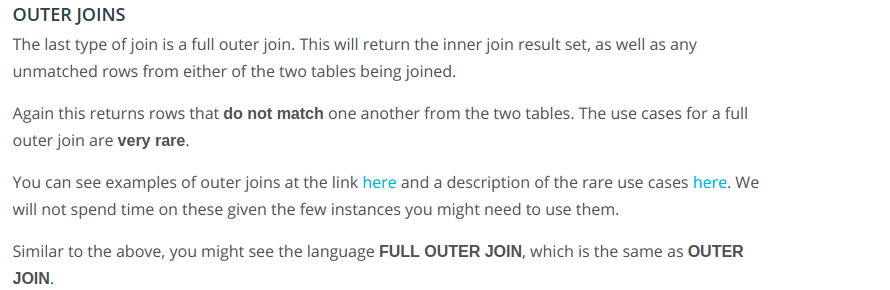 OUTER JOINS
The last type of join is a full outer join. This will return the inner join result set, as well as any
unmatched rows from either of the two tables being joined.
Again this returns rows that do not match one another from the two tables. The use cases for a full
outer join are very rare.
You can see examples of outer joins at the link here and a description of the rare use cases here. We
will not spend time on these given the few instances you might need to use them.
Similar to the above, you might see the language FULL OUTER JOIN, which is the same as OUTER
JOIN.